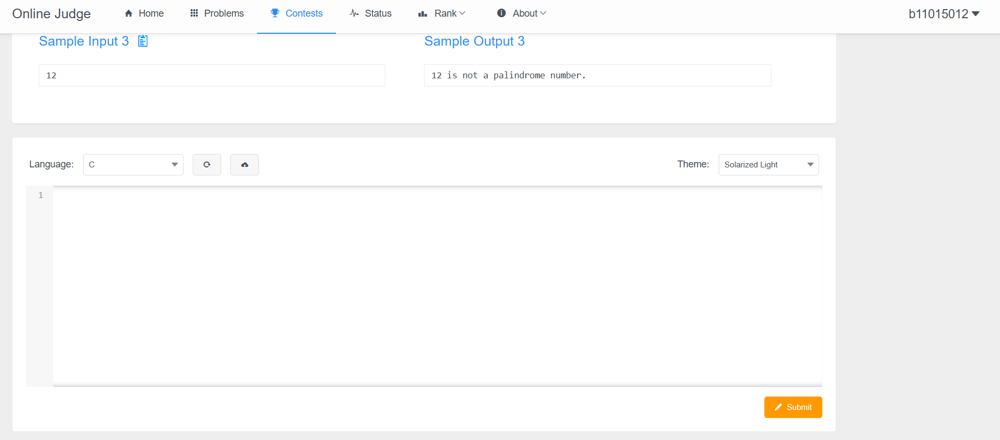 Online Judge Home Problems Contests Status Rank About b11015012
Sample Input 3 Sample Output 3
12 12 is not a palindrome number.
Language: C Theme: Solarized Light
1
Submit